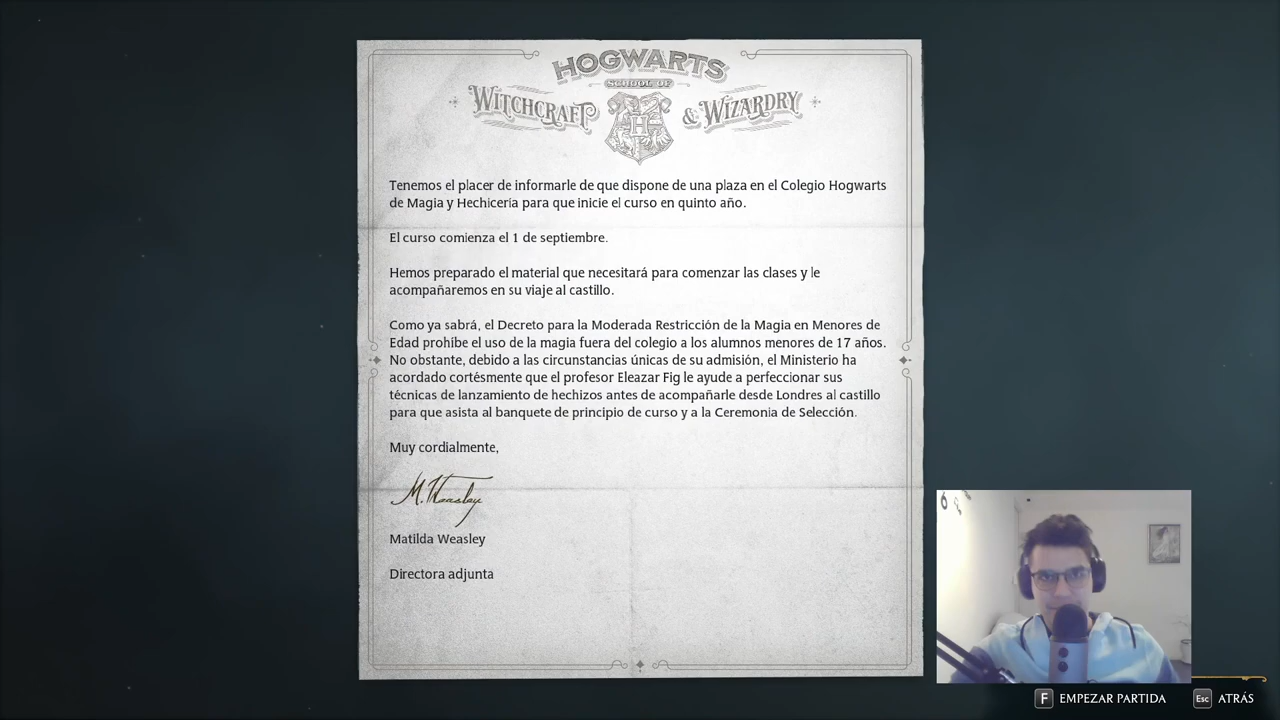 HOGWARTS
SCHOOL OF
WITCHCRAFT & WIZARDRY
H
Tenemos el placer de informarle de que dispone de una plaza en el Colegio Hogwarts
de Magia y Hechicería para que inicie el curso en quinto año.
El curso comienza el 1 de septiembre.
Hemos preparado el material que necesitará para comenzar las clases y le
acompañaremos en su viaje al castillo.
Como ya sabrá, el Decreto para la Moderada Restricción de la Magia en Menores de
Edad prohíbe el uso de la magia fuera del colegio a los alumnos menores de 17 años.
No obstante, debido a las circunstancias únicas de su admisión, el Ministerio ha
acordado cortésmente que el profesor Eleazar Fig le ayude a perfeccionar sus
técnicas de lanzamiento de hechizos antes de acompañarle desde Londres al castillo
para que asista al banquete de principio de curso y a la Ceremonia de Selección.
Muy cordialmente,
M. Weasley
Matilda Weasley
Directora adjunta
6
F EMPEZAR PARTIDA Esc ATRÁS